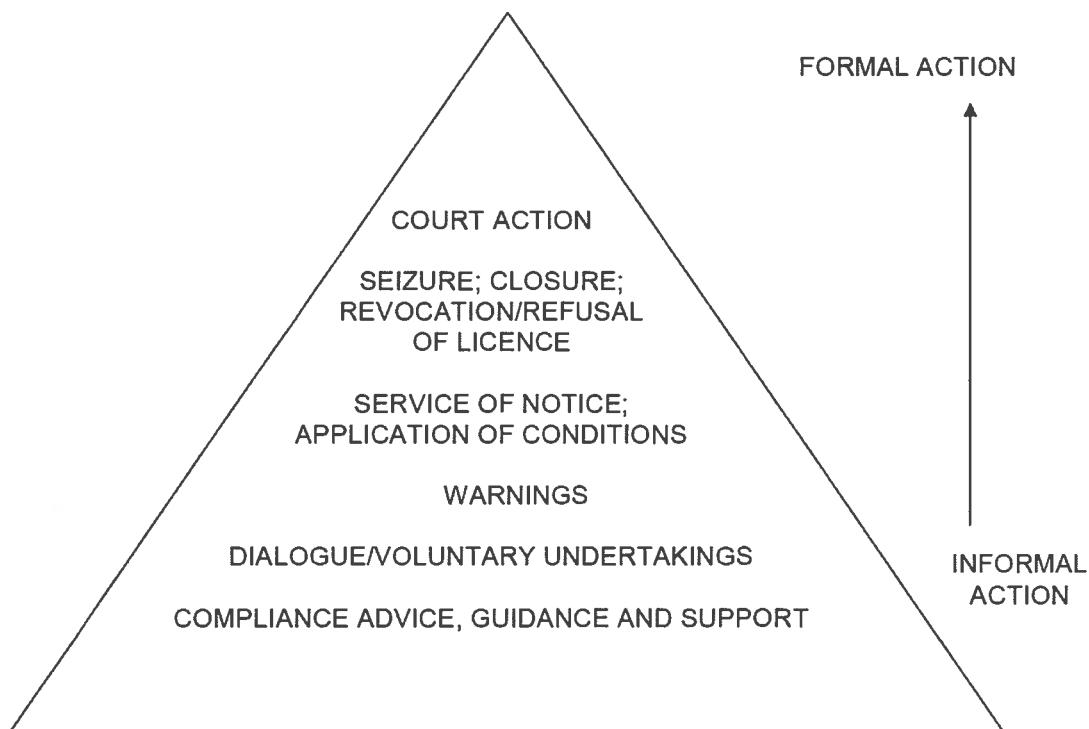 FORMAL ACTION
COURT ACTION
SEIZURE; CLOSURE;
REVOCATION/REFUSAL
OF LICENCE
SERVICE OF NOTICE;
APPLICATION OF CONDITIONS
WARNINGS
DIALOGUE/VOLUNTARY UNDERTAKINGS
INFORMAL
ACTION
COMPLIANCE ADVICE, GUIDANCE AND SUPPORT